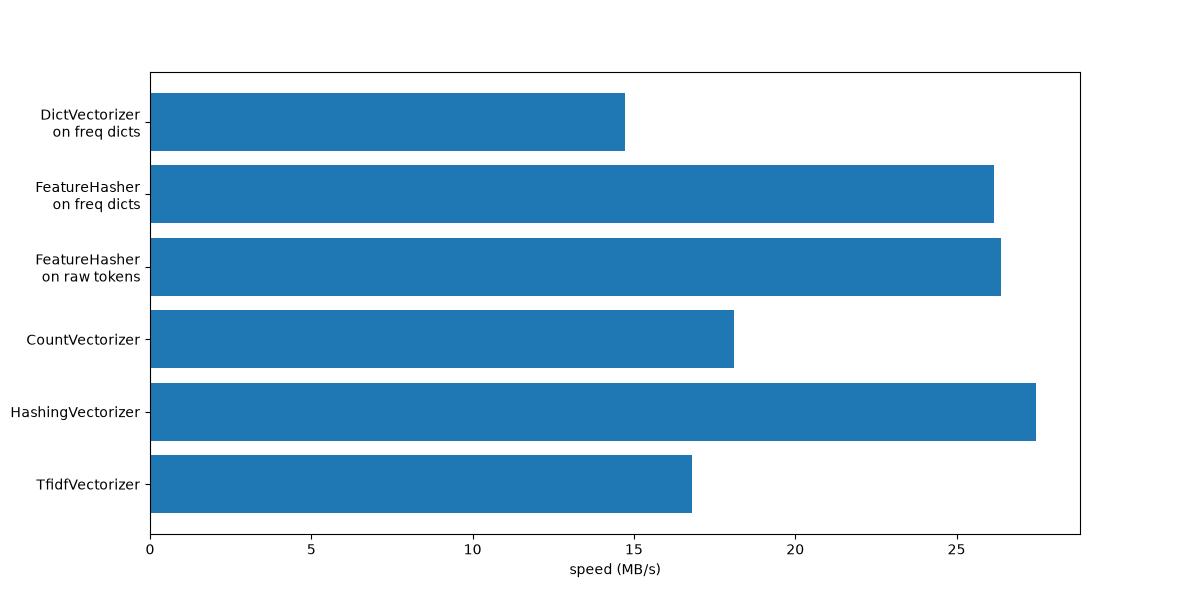 DictVectorizer
on freq dicts
FeatureHasher
on freq dicts
FeatureHasher
on raw tokens
CountVectorizer
HashingVectorizer
TfidfVectorizer
0 5 10 15 20 25
speed (MB/s)